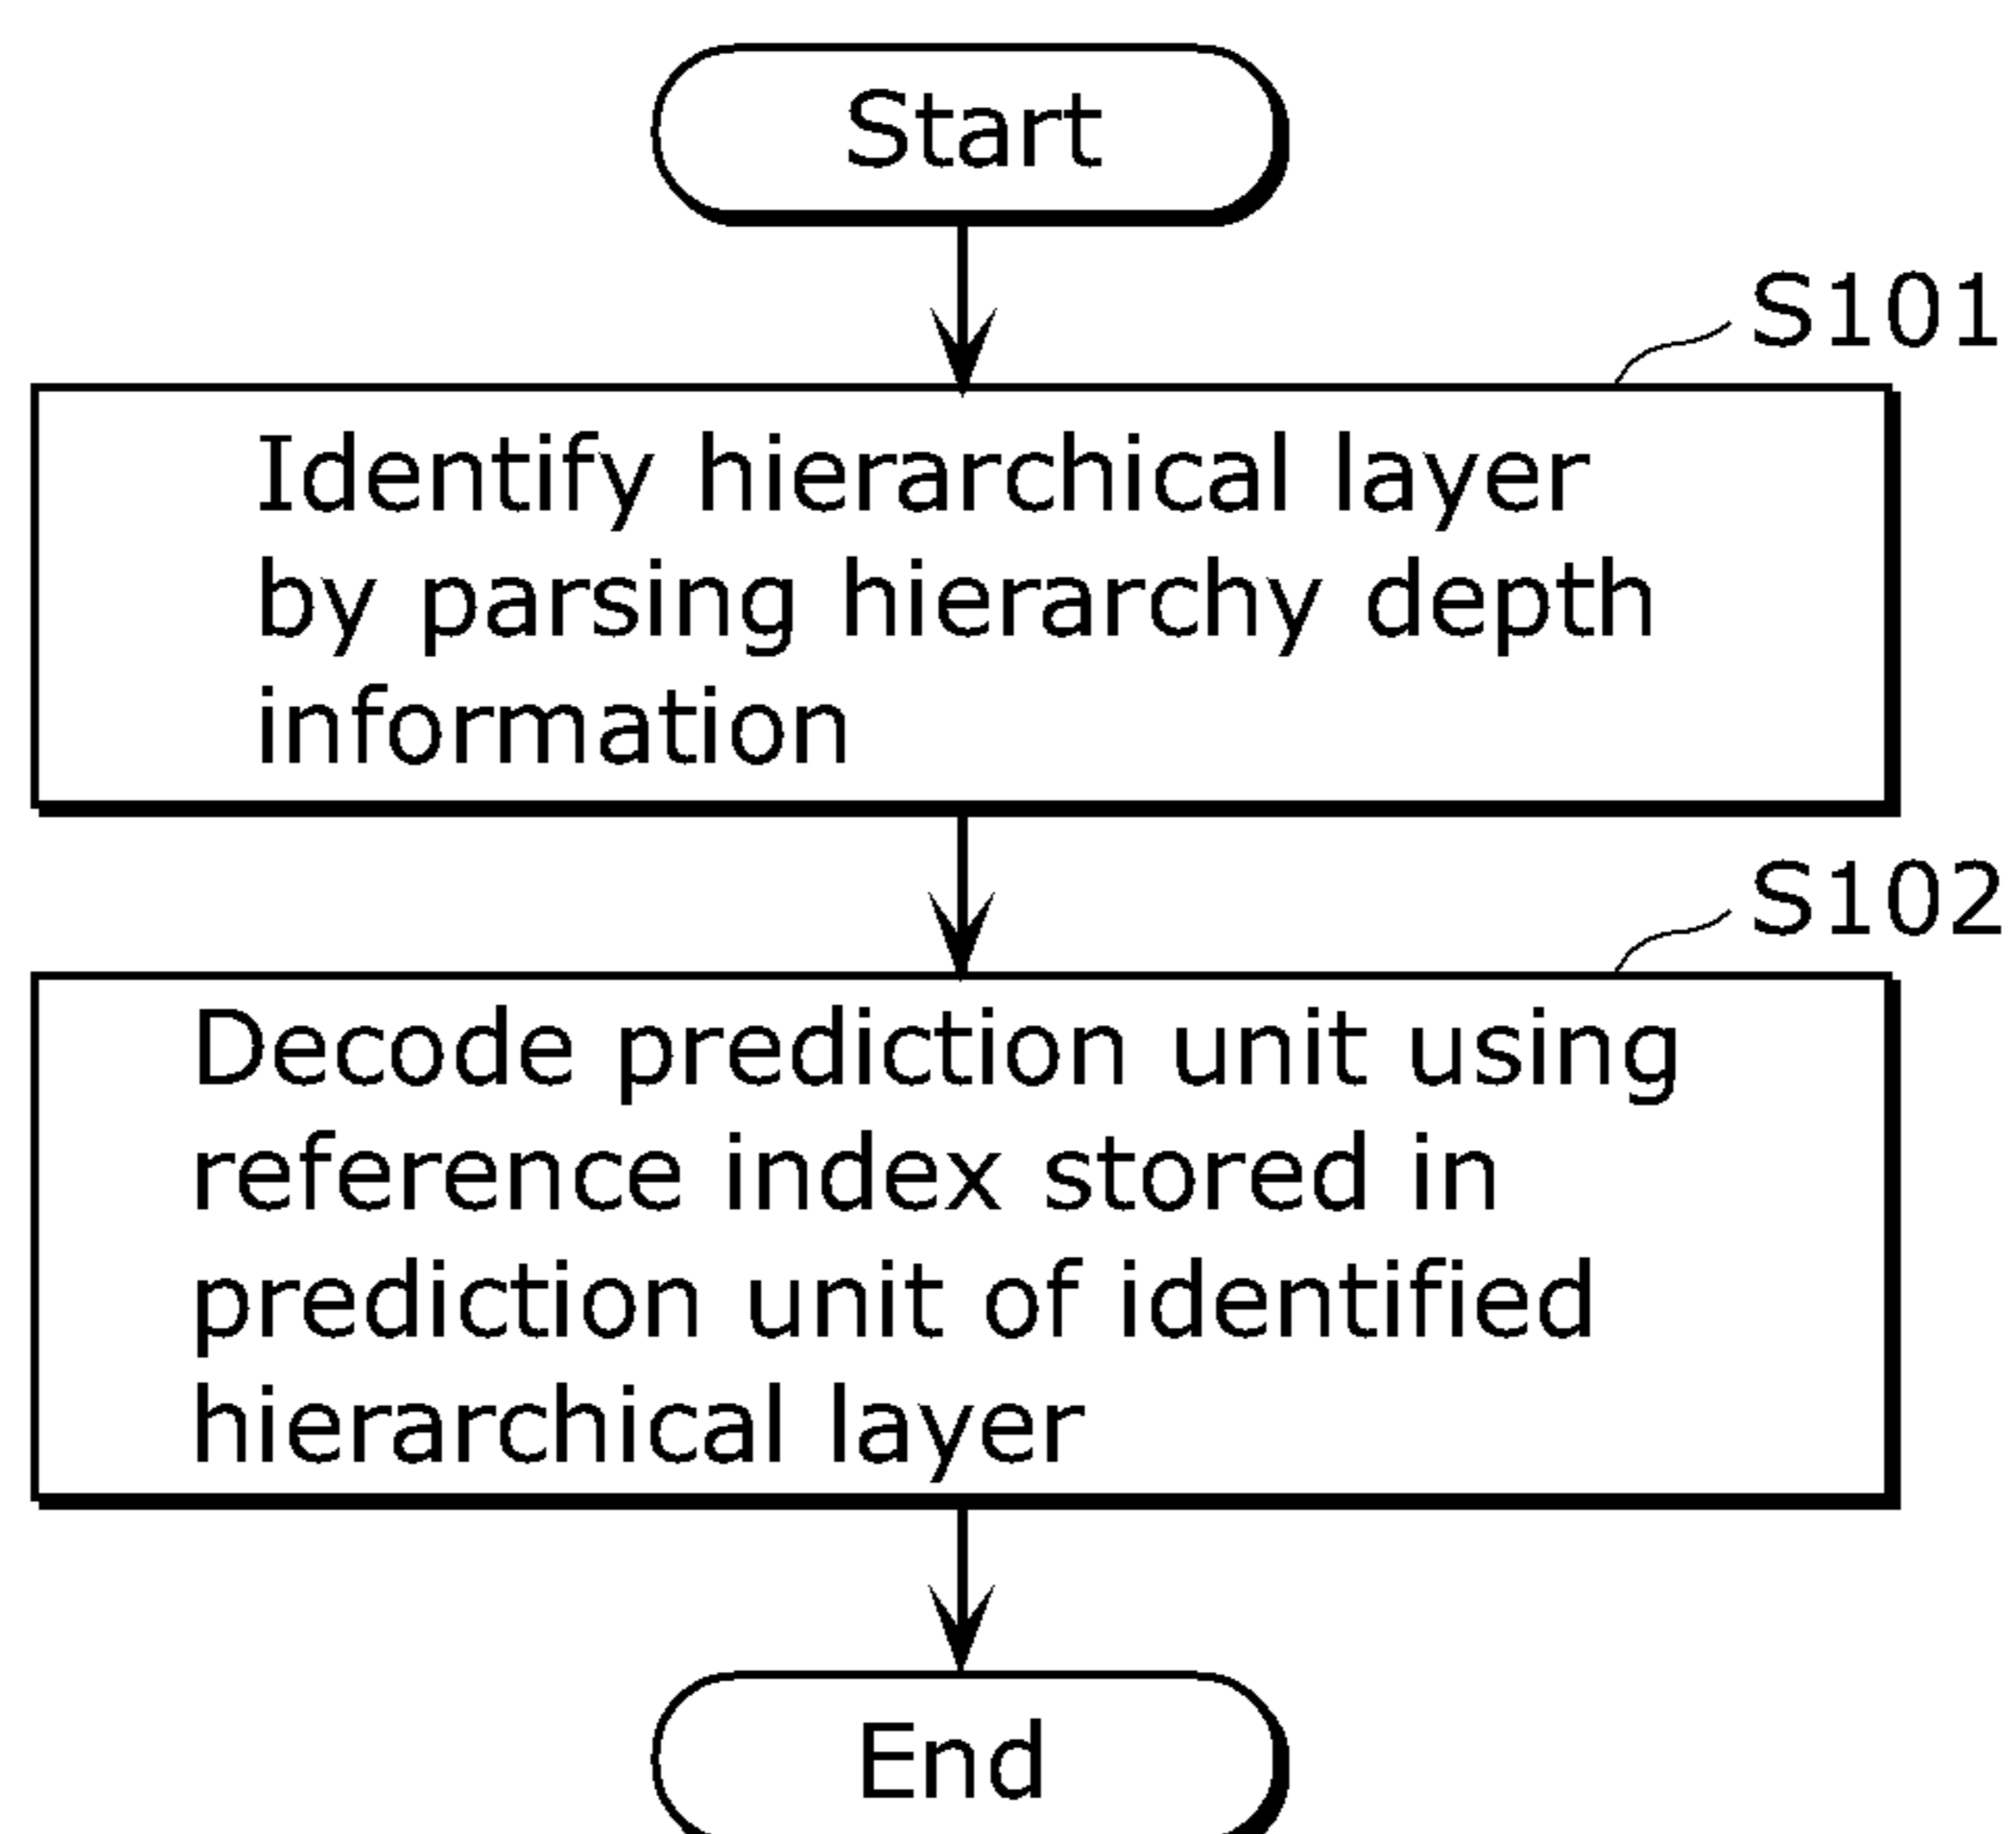 Start
S101
Identify hierarchical layer
by parsing hierarchy depth
information
S102
Decode prediction unit using
reference index stored in
prediction unit of identified
hierarchical layer
End